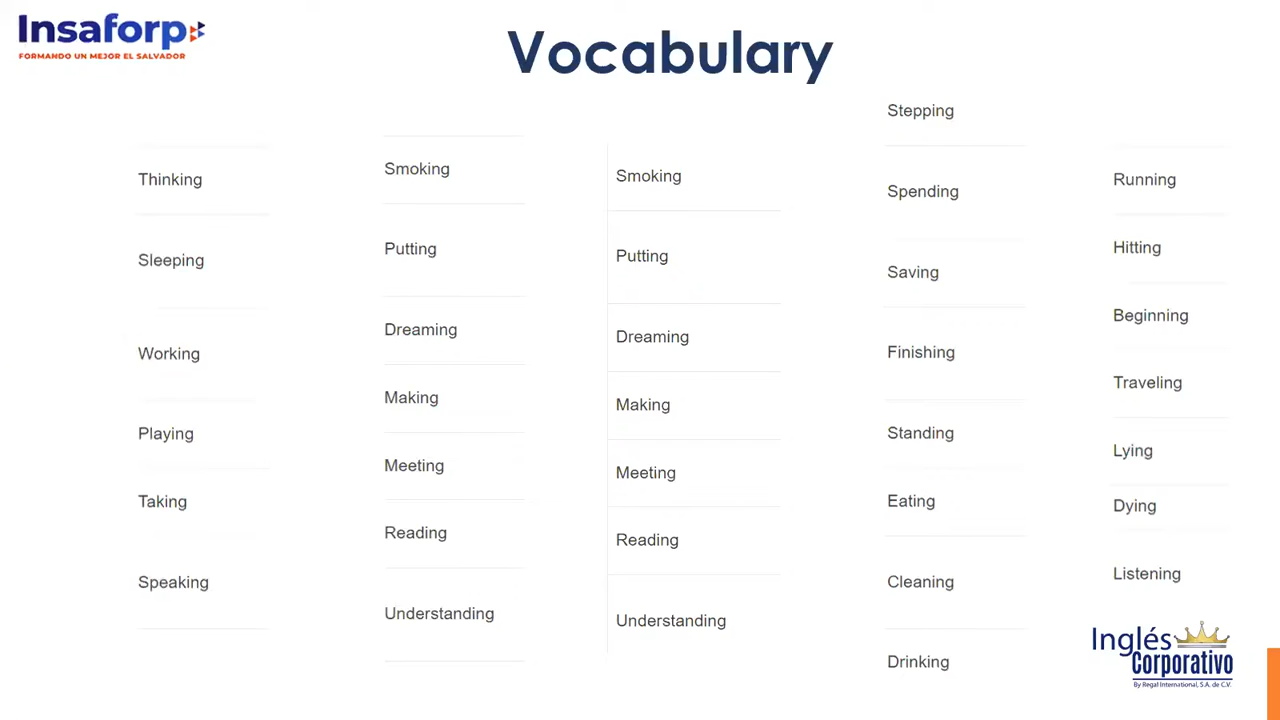 Insaforp
FORMANDO UN MEJOR EL SALVADOR
Vocabulary
Thinking
Sleeping
Working
Playing
Taking
Speaking
Smoking
Putting
Dreaming
Making
Meeting
Reading
Understanding
Smoking
Putting
Dreaming
Making
Meeting
Reading
Understanding
Stepping
Spending
Saving
Finishing
Standing
Eating
Cleaning
Drinking
Running
Hitting
Beginning
Traveling
Lying
Dying
Listening
Inglés
Corporativo
By Regal International, S.A. de C.V.